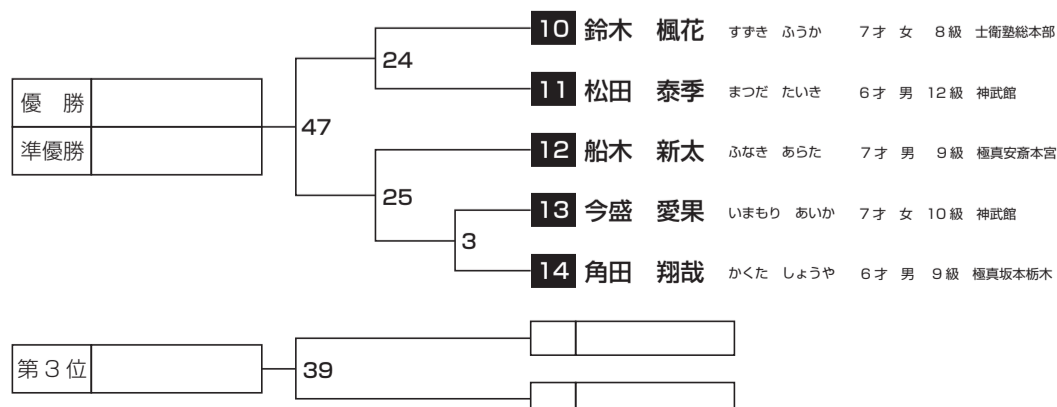 10 鈴木 楓花 すずき ふうか 7才 女 8級 士衛塾総本部
24
優 勝
11 松田 泰季 まつだ たいき 6才 男 12級 神武館
47
準優勝
12 船木 新太 ふなき あらた 7才 男 9級 極真安斎本宮
25
13 今盛 愛果 いまもり あいか 7才 女 10級 神武館
3
14 角田 翔哉 かくた しょうや 6才 男 9級 極真坂本栃木
第3位
39